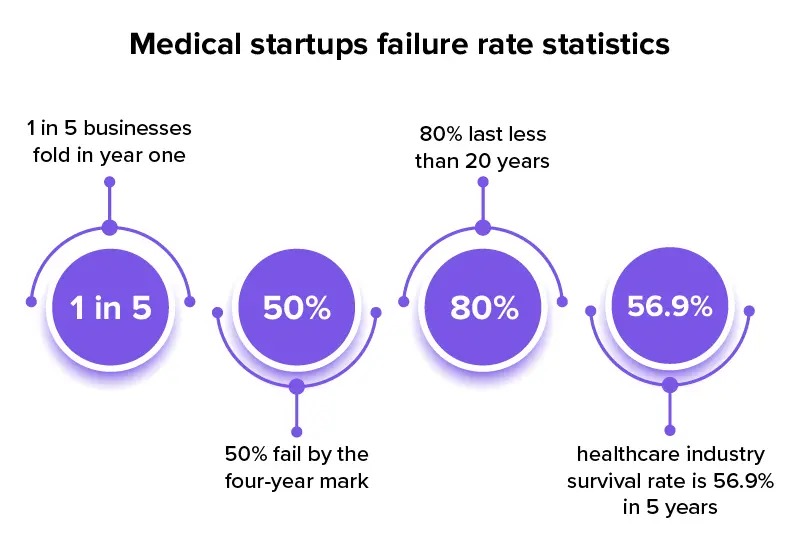 Medical startups failure rate statistics
1 in 5 businesses
fold in year one
1 in 5
50%
50% fail by the
four-year mark
80% last less
than 20 years
80%
56.9%
healthcare industry
survival rate is 56.9%
in 5 years